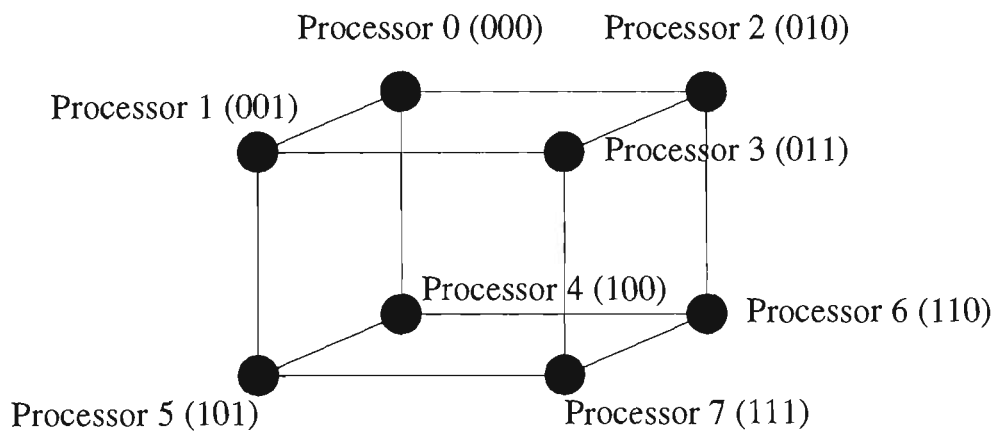 Processor 0 (000)
Processor 2 (010)
Processor 1 (001)
Processor 3 (011)
Processor 4 (100)
Processor 6 (110)
Processor 5 (101)
Processor 7 (111)